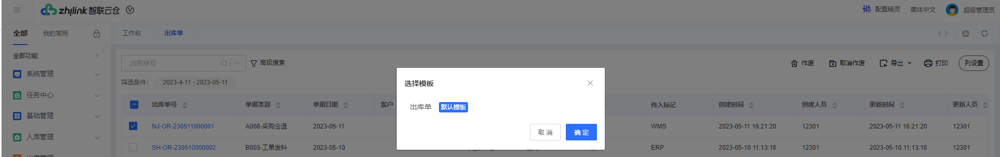 zhilink 智联云仓
配置精灵 简体中文 超级管理员
全部 我的常用 工作台 出库单
全部功能
出库单号 高级搜索 作废 取消作废 导出 打印 列设置
系统管理
筛选条件： 2023-4-11 - 2023-05-11
选择模板
任务中心
出库单号 单据类别 单据日期 客户 传入标记 创建时间 创建人员 更新时间 更新人员
出库单 默认模板
基础管理
NJ-OR-230511000001 A008-采购仓退 2023-05-11 WMS 2023-05-11 16:21:20 12301 2023-05-11 16:21:20 12301
取消 确定
入库管理
SH-OR-230510000002 B003-工单发料 2023-05-10 ERP 2023-05-10 11:13:16 12301 2023-05-10 11:13:16 12301